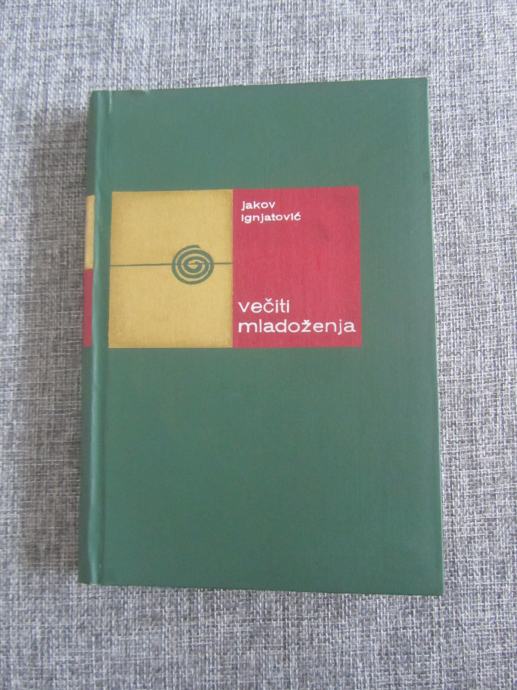 jakov
ignjatović
večiti
mladoženja